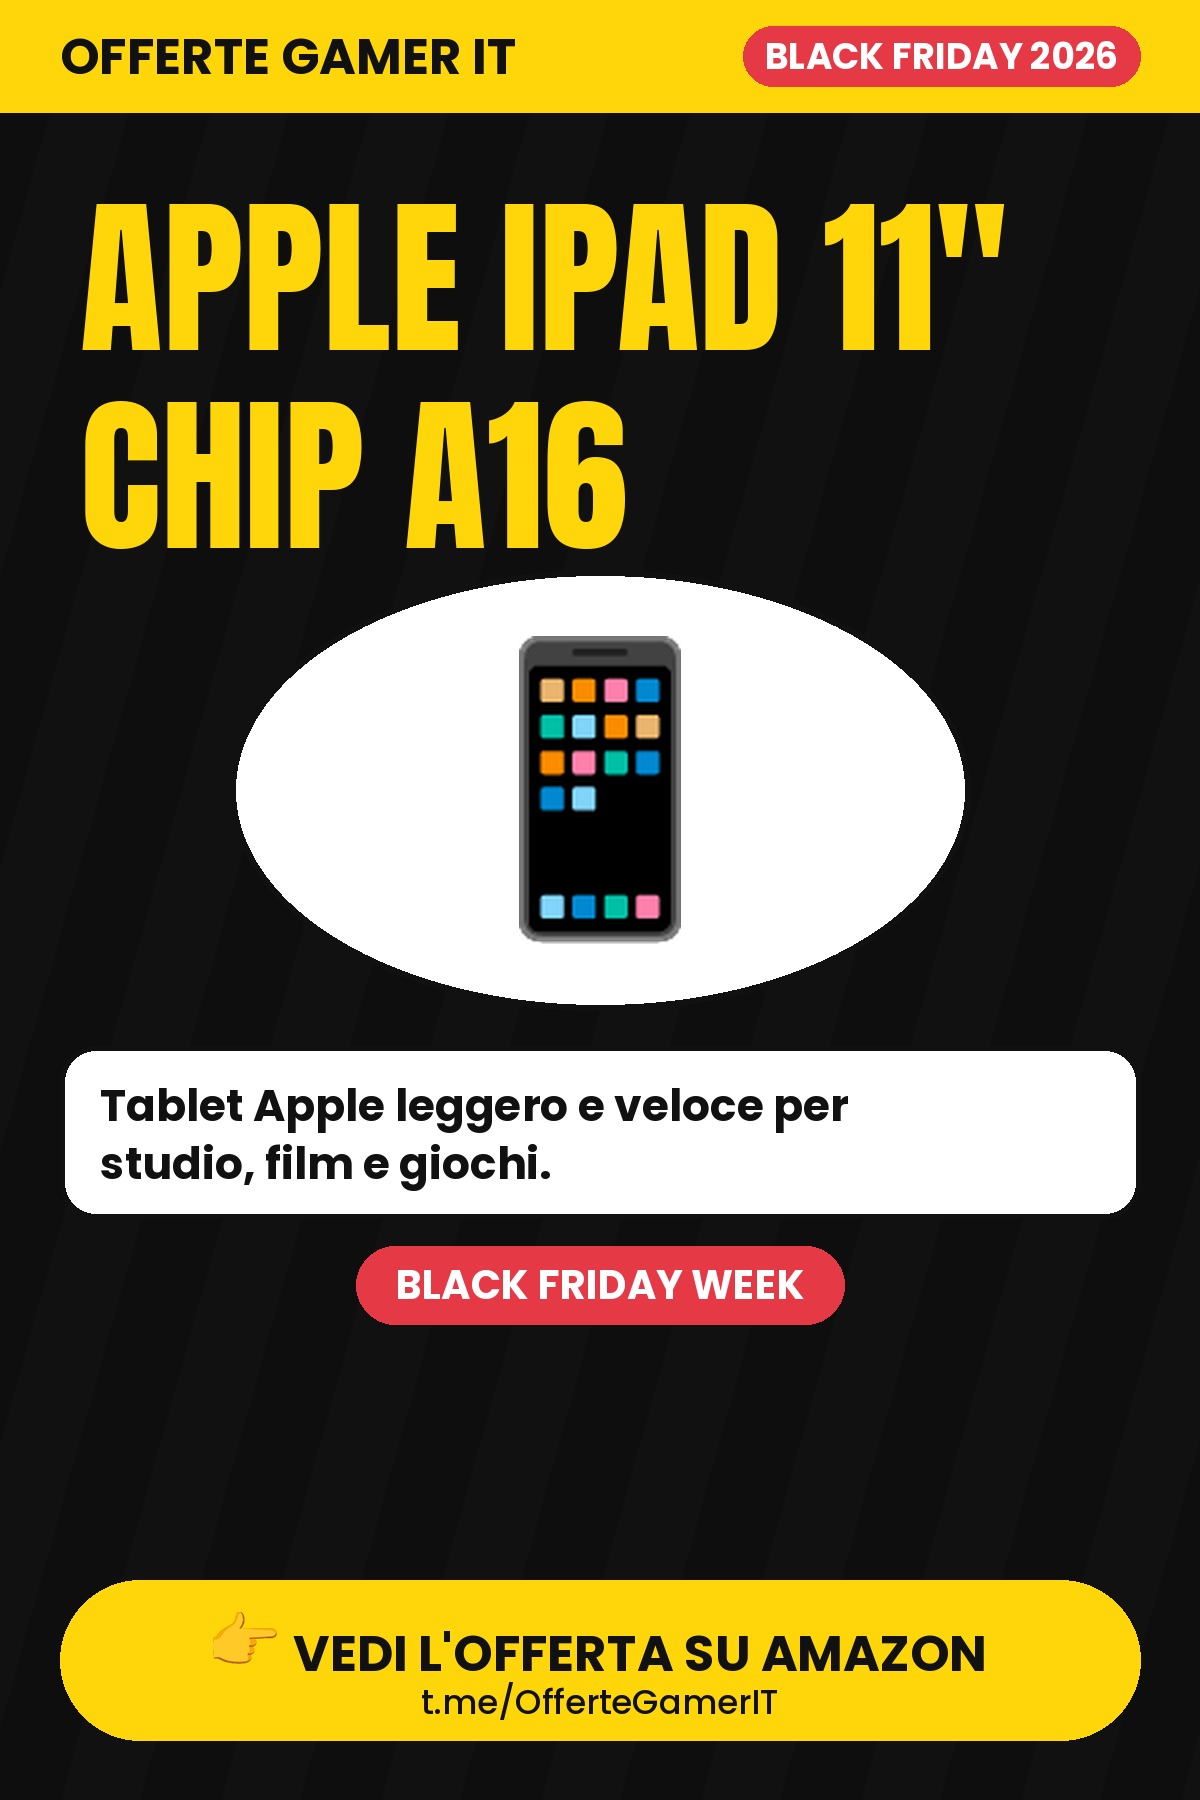 OFFERTE GAMER IT
BLACK FRIDAY 2026
APPLE IPAD 11"
CHIP A16
Tablet Apple leggero e veloce per
studio, film e giochi.
BLACK FRIDAY WEEK
👉 VEDI L'OFFERTA SU AMAZON
t.me/OfferteGamerIT